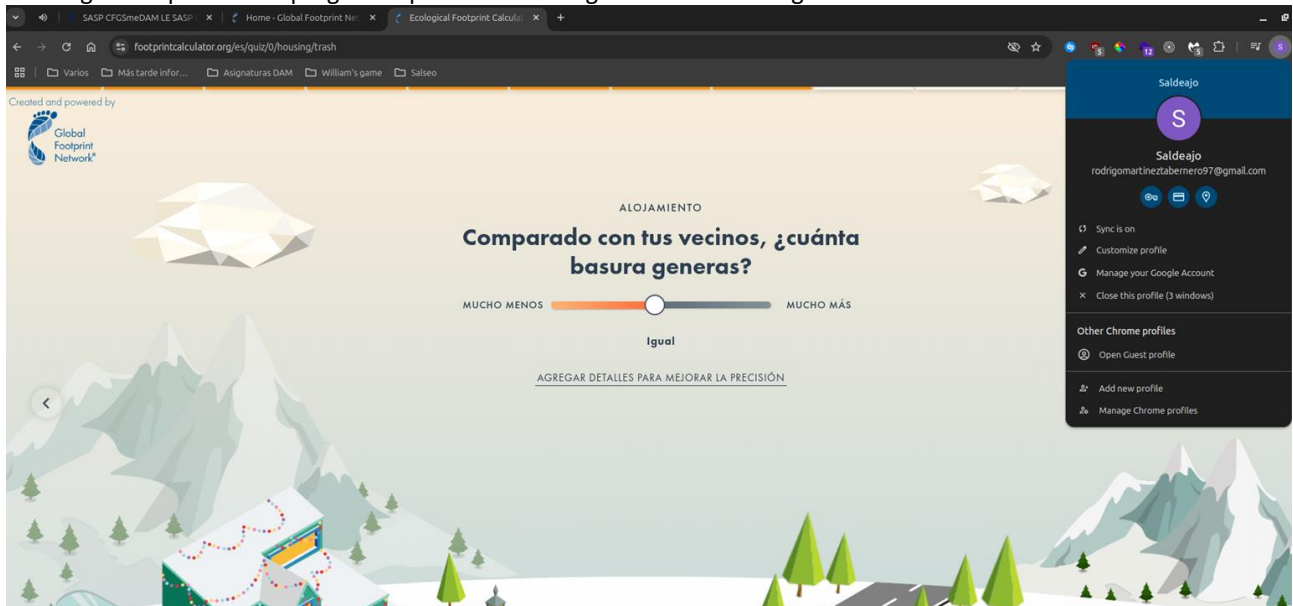 SASP CFGSmeDAM LE SASP
Home - Global Footprint Net
Ecological Footprint Calcula
footprintcalculator.org/es/quiz/0/housing/trash
5
12
5
S
Varios
Más tarde infor...
Asignaturas DAM
William's game
Salseo
Created and powered by
Global
Footprint
Network®
ALOJAMIENTO
Comparado con tus vecinos, ¿cuánta
basura generas?
MUCHO MENOS
MUCHO MÁS
Igual
AGREGAR DETALLES PARA MEJORAR LA PRECISIÓN
Saldeajo
S
Saldeajo
rodrigomartineztabernero97@gmail.com
Sync is on
Customize profile
G Manage your Google Account
Close this profile (3 windows)
Other Chrome profiles
Open Guest profile
Add new profile
Manage Chrome profiles